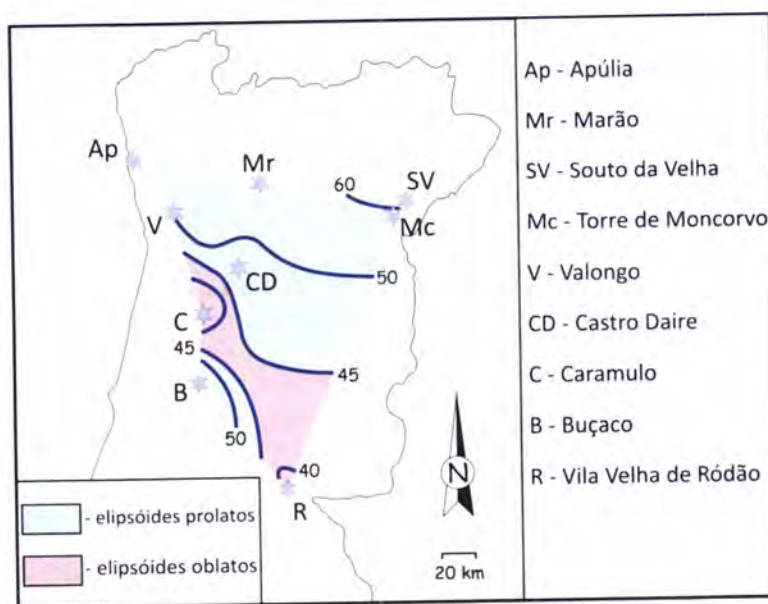 Ap
Mr
60
SV
Mc
V
50
CD
C
45
45
B
50
40
R
N
20 km
- elipsóides prolatos
- elipsóides oblatos
Ap - Apúlia
Mr - Marão
SV - Souto da Velha
Mc - Torre de Moncorvo
V - Valongo
CD - Castro Daire
C - Caramulo
B - Buçaco
R - Vila Velha de Ródão